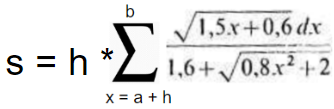 b
s = h * ∑ √(1,5x+0,6) dx / (1,6+√(0,8x²+2))
x = a + h